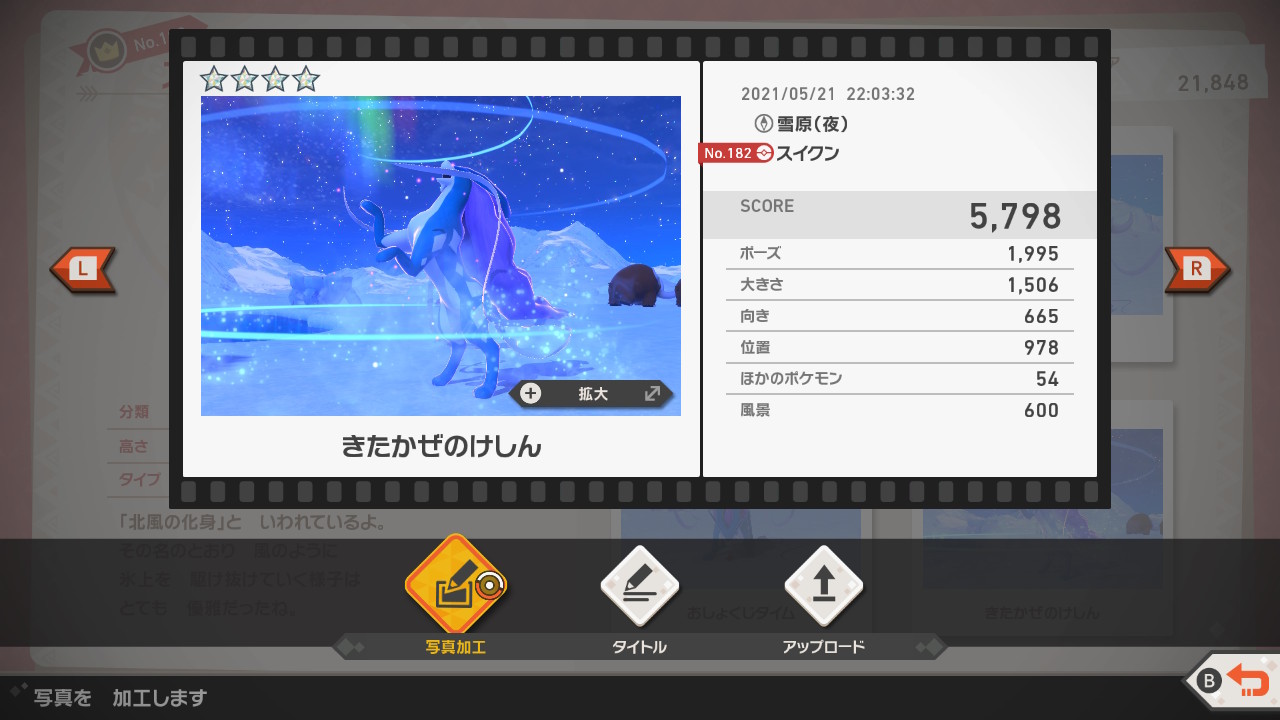 No.1
21,848
2021/05/21 22:03:32
雪原(夜)
No.182 スイクン
SCORE 5,798
ポーズ 1,995
大きさ 1,506
向き 665
位置 978
ほかのポケモン 54
風景 600
L
R
拡大
きたかぜのけしん
分類
高さ
タイプ
「北風の化身」と いわれているよ。
その名のとおり 風のように
氷上を 駆け抜けていく様子は
とても 優雅だったね。
おしょくじタイム
きたかぜのけしん
写真加工
タイトル
アップロード
写真を 加工します
B